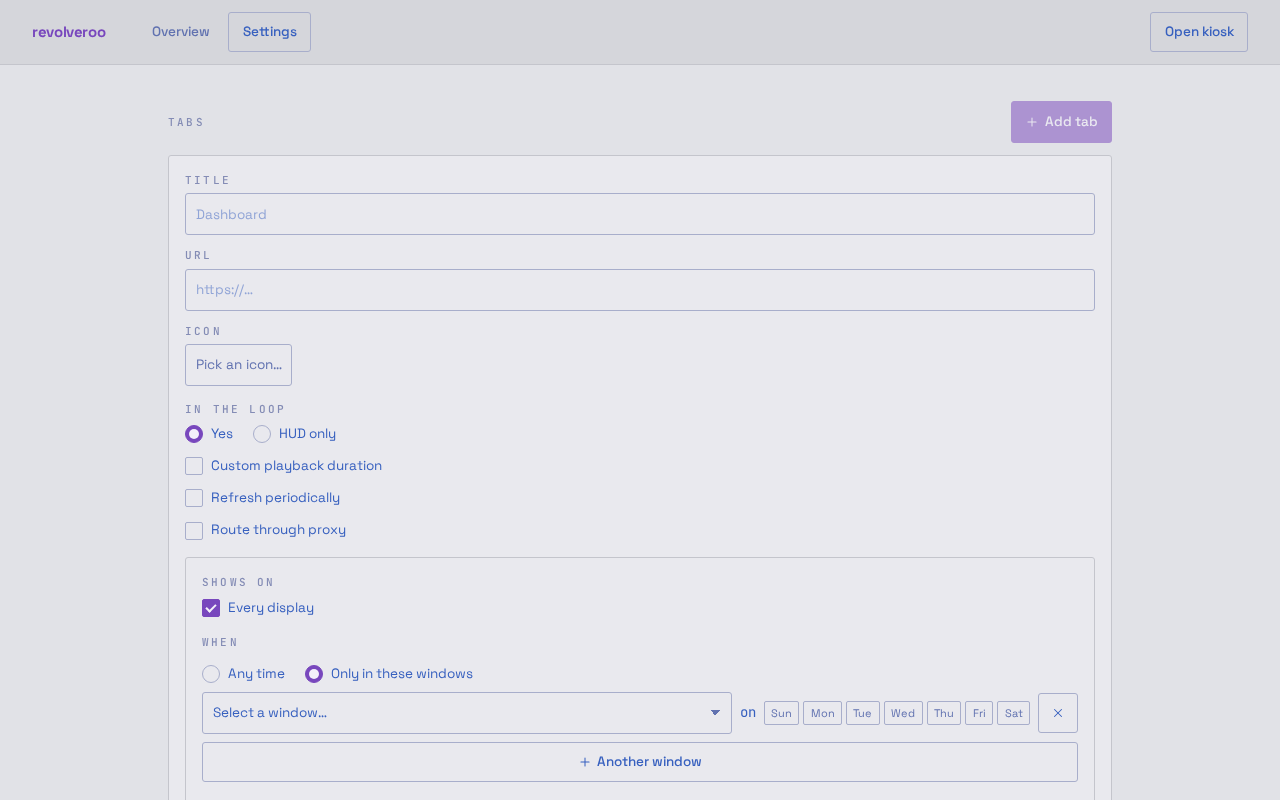 revolveroo Overview Settings Open kiosk
TABS + Add tab
TITLE
Dashboard
URL
https://…
ICON
Pick an icon…
IN THE LOOP
Yes HUD only
Custom playback duration
Refresh periodically
Route through proxy
SHOWS ON
Every display
WHEN
Any time Only in these windows
Select a window… on Sun Mon Tue Wed Thu Fri Sat ×
+ Another window